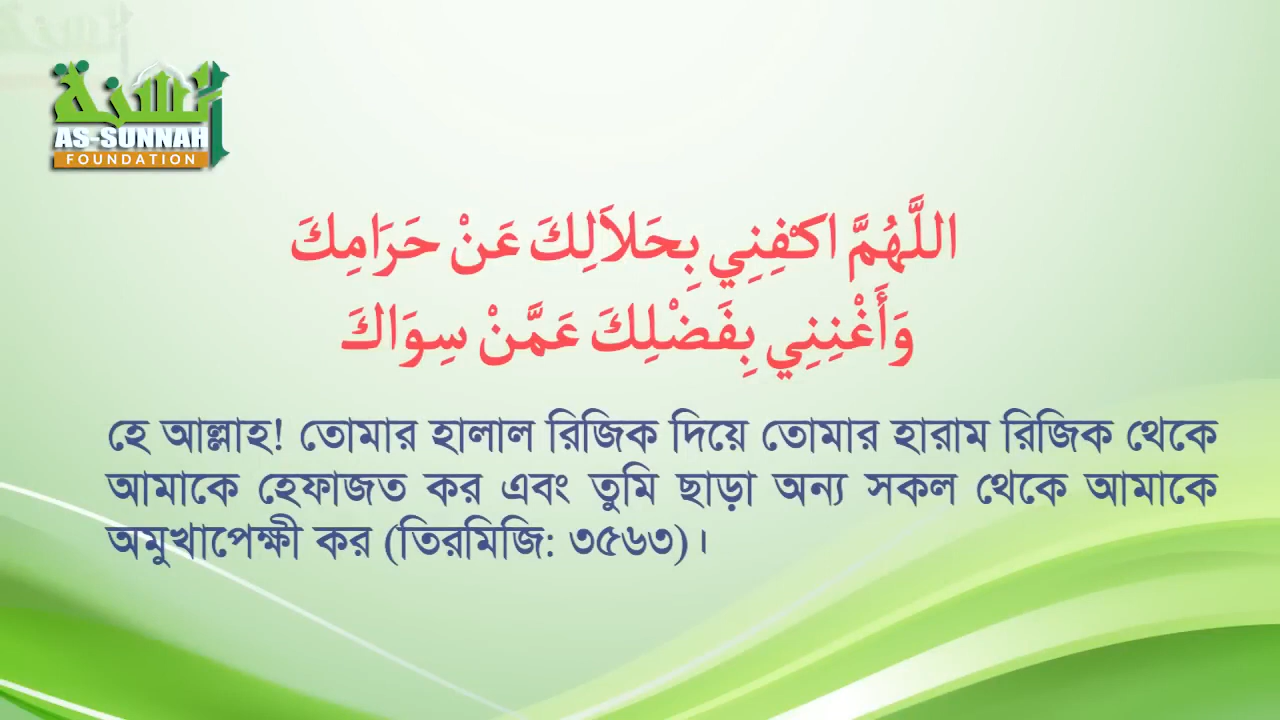 السنة
AS-SUNNAH
FOUNDATION
اللَّهُمَّ اكْفِنِي بِحَلاَلِكَ عَنْ حَرَامِكَ
وَأَغْنِنِي بِفَضْلِكَ عَمَّنْ سِوَاكَ
হে আল্লাহ! তোমার হালাল রিজিক দিয়ে তোমার হারাম রিজিক থেকে
আমাকে হেফাজত কর এবং তুমি ছাড়া অন্য সকল থেকে আমাকে
অমুখাপেক্ষী কর (তিরমিজি: ৩৫৬৩)।